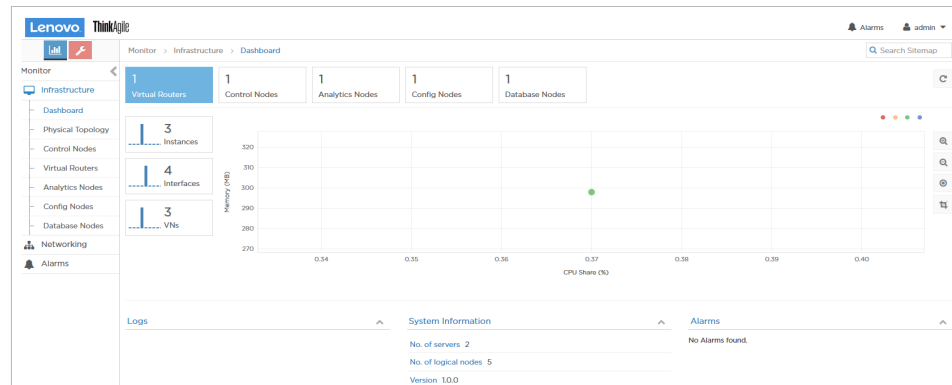 Lenovo ThinkAgile
Alarms admin
Monitor > Infrastructure > Dashboard
Search Sitemap
Monitor
Infrastructure
Dashboard
Physical Topology
Control Nodes
Virtual Routers
Analytics Nodes
Config Nodes
Database Nodes
Networking
Alarms
1
Virtual Routers
1
Control Nodes
1
Analytics Nodes
1
Config Nodes
1
Database Nodes
3
Instances
4
Interfaces
3
VNs
Memory (MB)
320
310
300
290
280
270
0.34 0.35 0.36 0.37 0.38 0.39 0.40
CPU Share (%)
Logs
System Information
No. of servers 2
No. of logical nodes 5
Version 1.0.0
Alarms
No Alarms found.